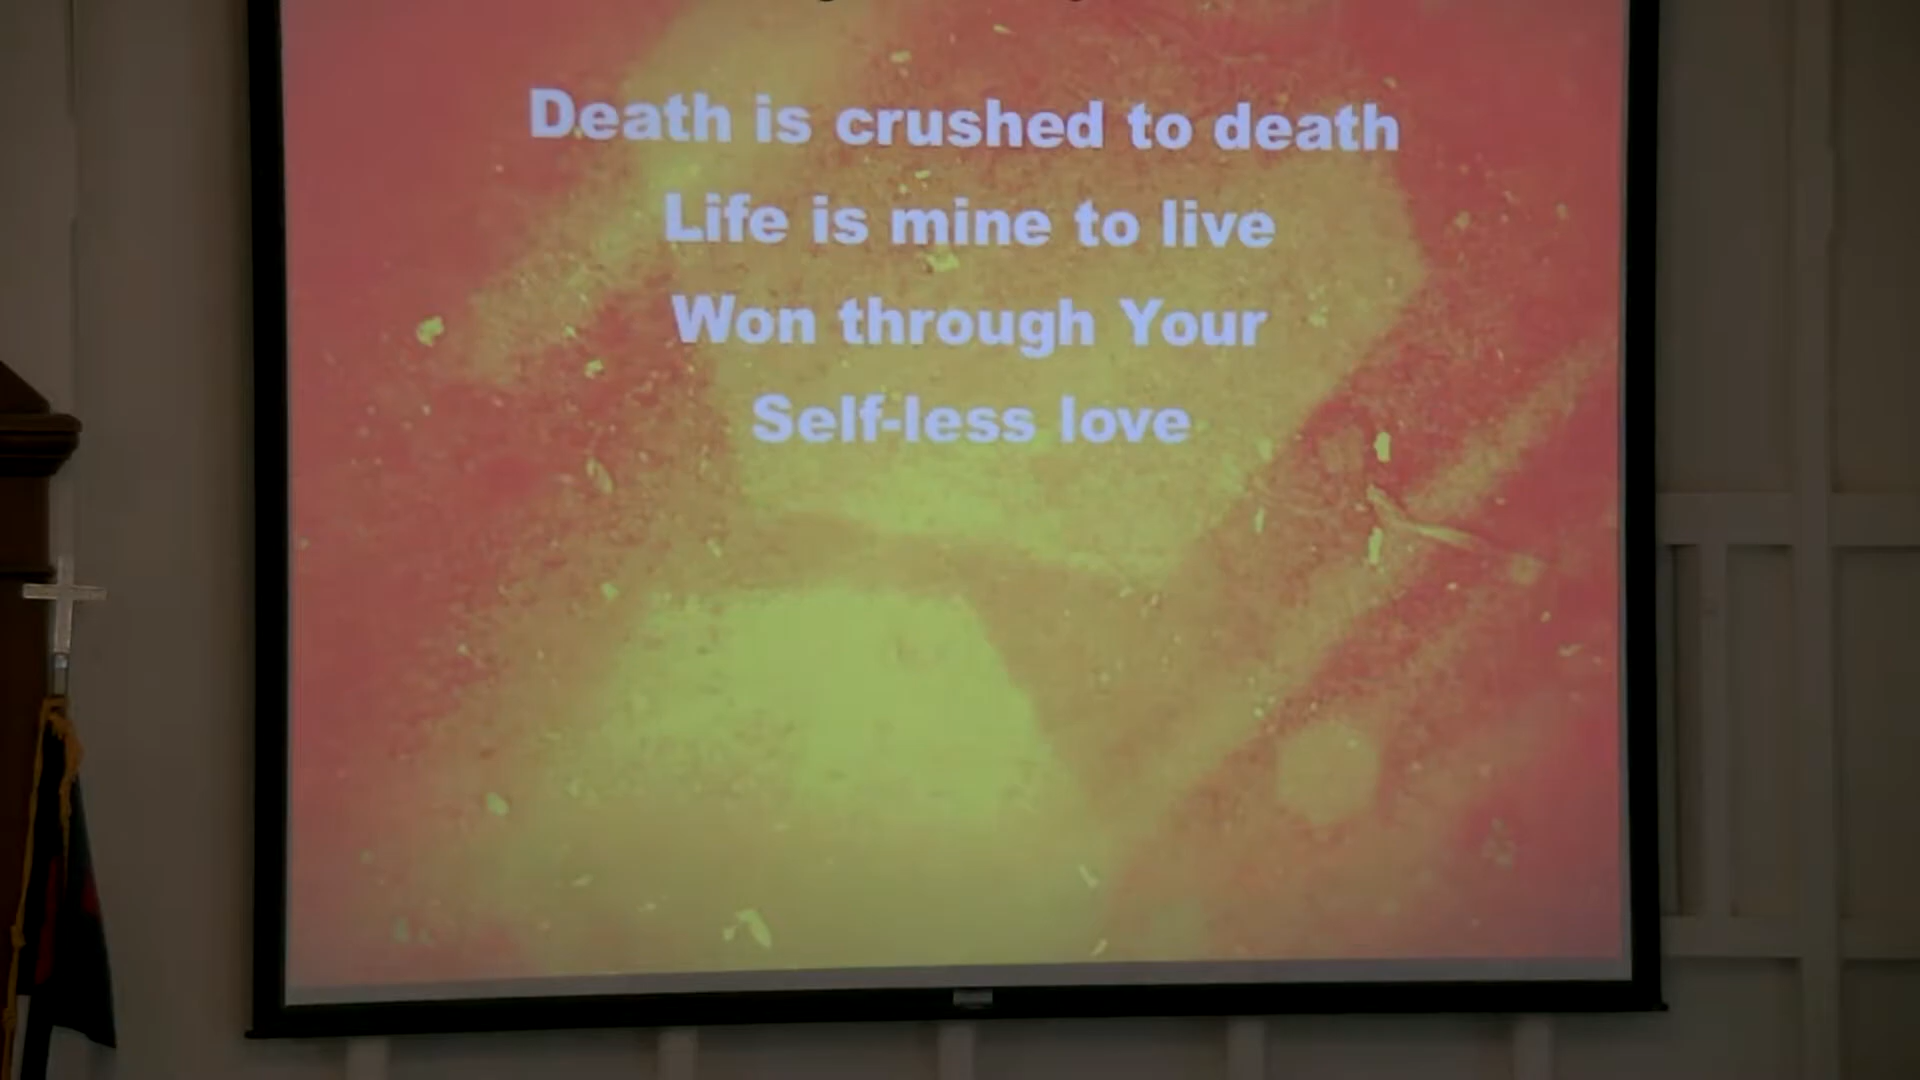 Death is crushed to death
Life is mine to live
Won through Your
Self-less love